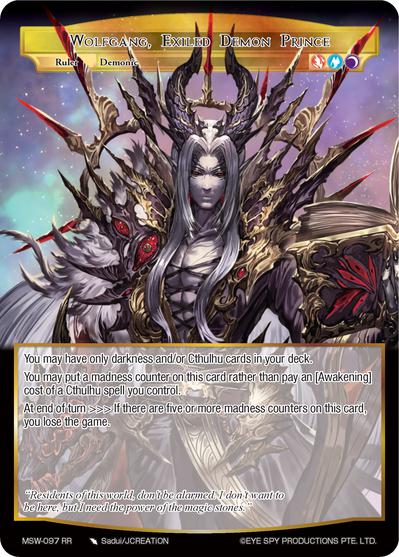 Wolfgang, Exiled Demon Prince
Ruler Demonic
You may have only darkness and/or Cthulhu cards in your deck.
You may put a madness counter on this card rather than pay an [Awakening]
cost of a Cthulhu spell you control.
At end of turn >>> If there are five or more madness counters on this card,
you lose the game.
"Residents of this world, don't be alarmed. I don't want to
be here, but I need the power of the magic stones."
MSW-097 RR Sadui/JCREATION ©EYE SPY PRODUCTIONS PTE. LTD.